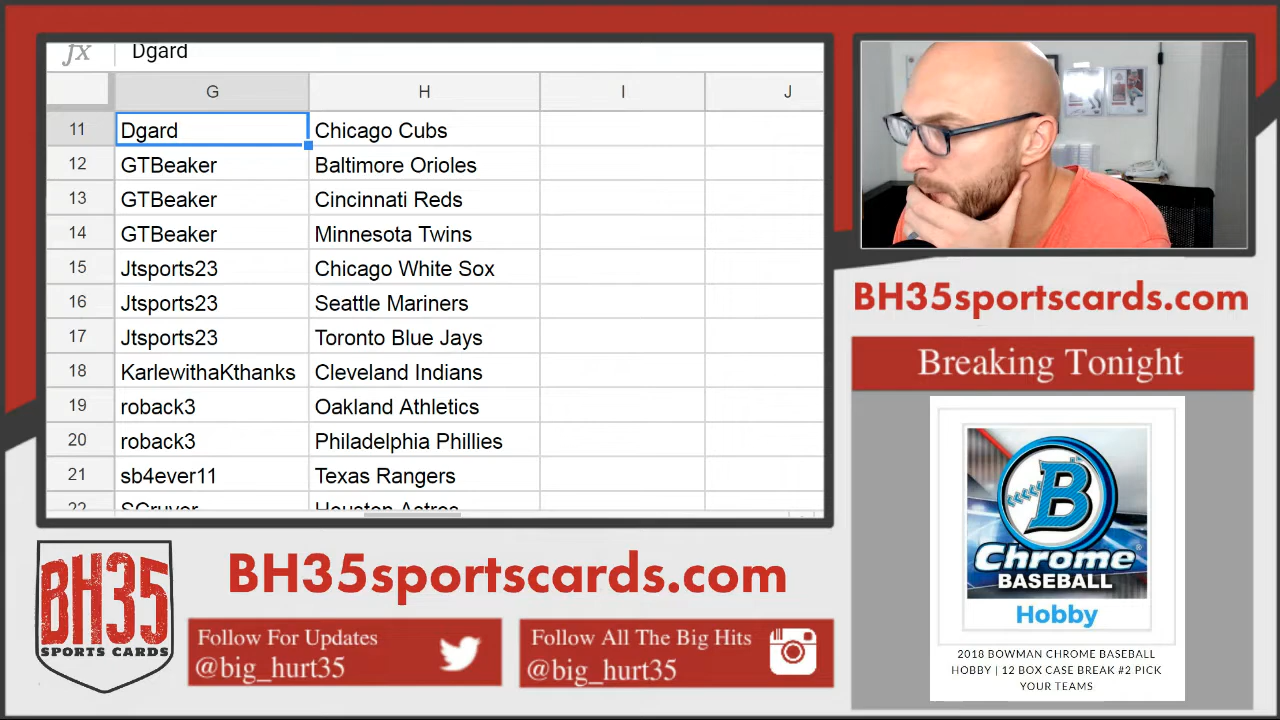 fx Dgard
G H I J
11 Dgard Chicago Cubs
12 GTBeaker Baltimore Orioles
13 GTBeaker Cincinnati Reds
14 GTBeaker Minnesota Twins
15 Jtsports23 Chicago White Sox
16 Jtsports23 Seattle Mariners
17 Jtsports23 Toronto Blue Jays
18 KarlewithaKthanks Cleveland Indians
19 roback3 Oakland Athletics
20 roback3 Philadelphia Phillies
21 sb4ever11 Texas Rangers
22 Houston Astros
BH35sportscards.com
Breaking Tonight
B
Chrome
BASEBALL
Hobby
2018 BOWMAN CHROME BASEBALL
HOBBY | 12 BOX CASE BREAK #2 PICK
YOUR TEAMS
BH35
SPORTS CARDS
BH35sportscards.com
Follow For Updates
@big_hurt35
Follow All The Big Hits
@big_hurt35